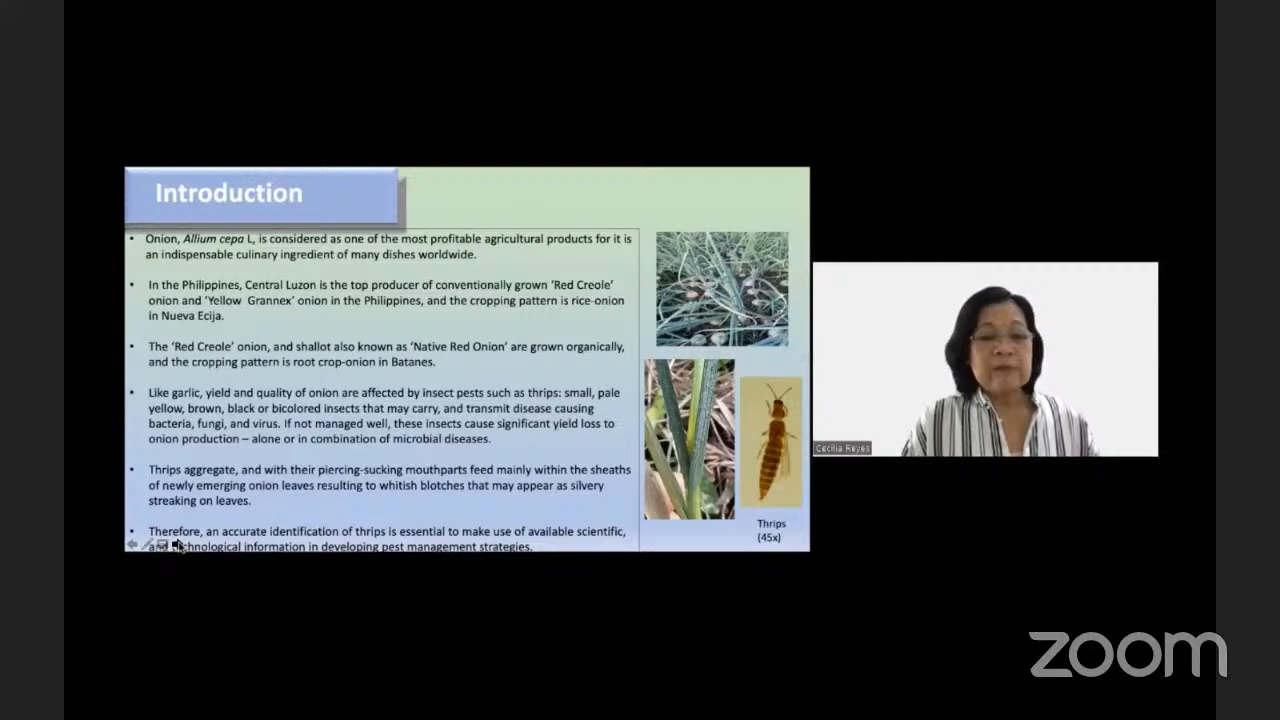 Introduction
• Onion, Allium cepa L, is considered as one of the most profitable agricultural products for it is
an indispensable culinary ingredient of many dishes worldwide.
• In the Philippines, Central Luzon is the top producer of conventionally grown ‘Red Creole’
onion and ‘Yellow Grannex’ onion in the Philippines, and the cropping pattern is rice-onion
in Nueva Ecija.
• The ‘Red Creole’ onion, and shallot also known as ‘Native Red Onion’ are grown organically,
and the cropping pattern is root crop-onion in Batanes.
• Like garlic, yield and quality of onion are affected by insect pests such as thrips: small, pale
yellow, brown, black or bicolored insects that may carry, and transmit disease causing
bacteria, fungi, and virus. If not managed well, these insects cause significant yield loss to
onion production – alone or in combination of microbial diseases.
• Thrips aggregate, and with their piercing-sucking mouthparts feed mainly within the sheaths
of newly emerging onion leaves resulting to whitish blotches that may appear as silvery
streaking on leaves.
• Therefore, an accurate identification of thrips is essential to make use of available scientific,
and technological information in developing pest management strategies.
Thrips
(45x)
Cecilia Reyes
zoom